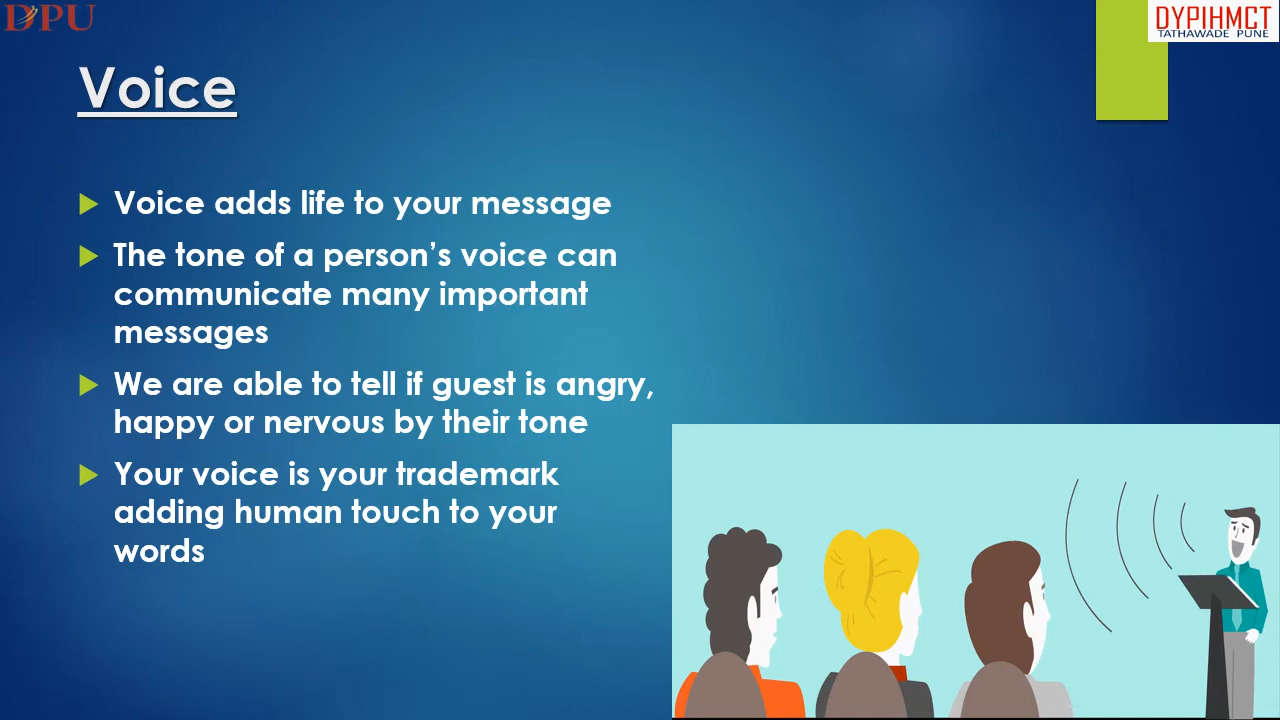 DPU
DYPIHMCT
TATHAWADE PUNE
Voice
Voice adds life to your message
The tone of a person’s voice can
communicate many important
messages
We are able to tell if guest is angry,
happy or nervous by their tone
Your voice is your trademark
adding human touch to your
words